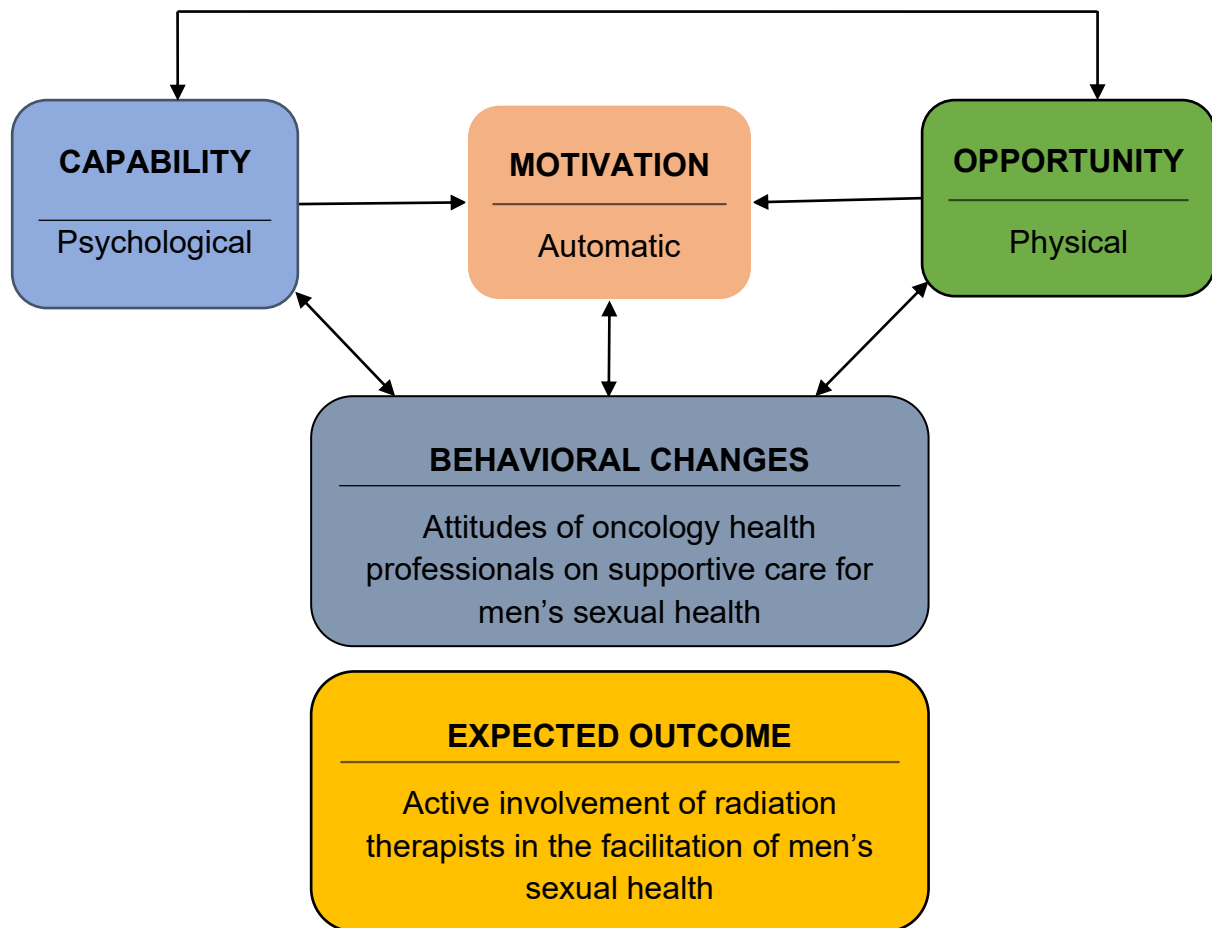 CAPABILITY
Psychological
MOTIVATION
Automatic
OPPORTUNITY
Physical
BEHAVIORAL CHANGES
Attitudes of oncology health
professionals on supportive care for
men’s sexual health
EXPECTED OUTCOME
Active involvement of radiation
therapists in the facilitation of men’s
sexual health